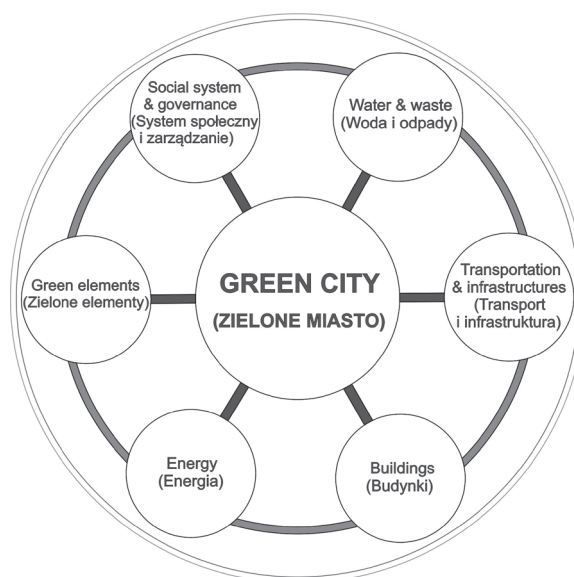 Social system
& governance
(System społeczny
i zarządzanie)
Water & waste
(Woda i odpady)
Green elements
(Zielone elementy)
GREEN CITY
(ZIELONE MIASTO)
Transportation
& infrastructures
(Transport
i infrastruktura)
Energy
(Energia)
Buildings
(Budynki)